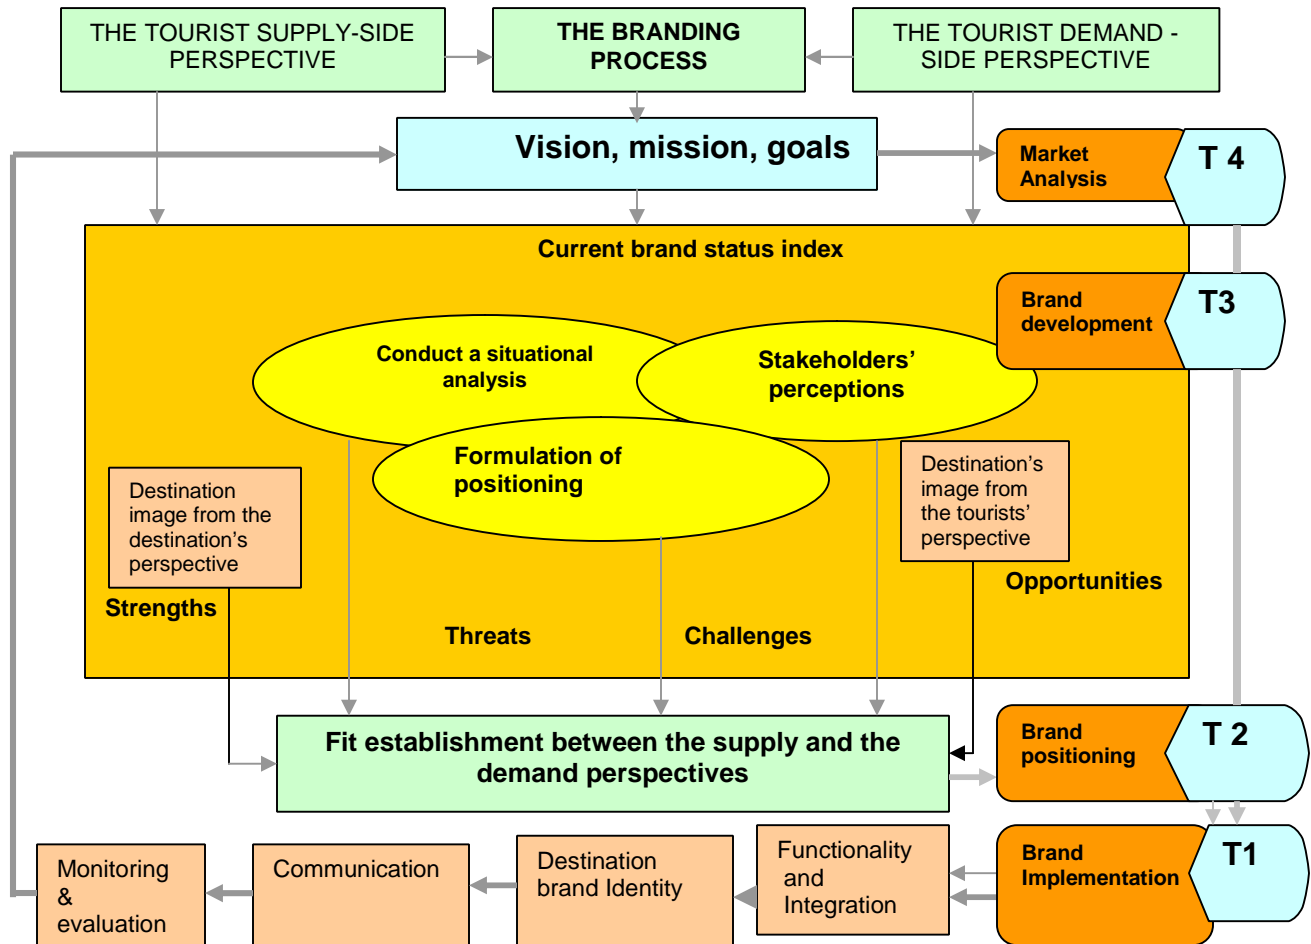 THE TOURIST SUPPLY-SIDE
PERSPECTIVE
THE BRANDING
PROCESS
THE TOURIST DEMAND -
SIDE PERSPECTIVE
Vision, mission, goals
Market
Analysis
T 4
Current brand status index
Brand
development
T3
Conduct a situational
analysis
Stakeholders’
perceptions
Formulation of
positioning
Destination
image from the
destination’s
perspective
Destination’s
image from
the tourists’
perspective
Strengths
Opportunities
Threats
Challenges
Fit establishment between the supply and the
demand perspectives
Brand
positioning
T 2
Monitoring
&
evaluation
Communication
Destination
brand Identity
Functionality
and
Integration
Brand
Implementation
T1